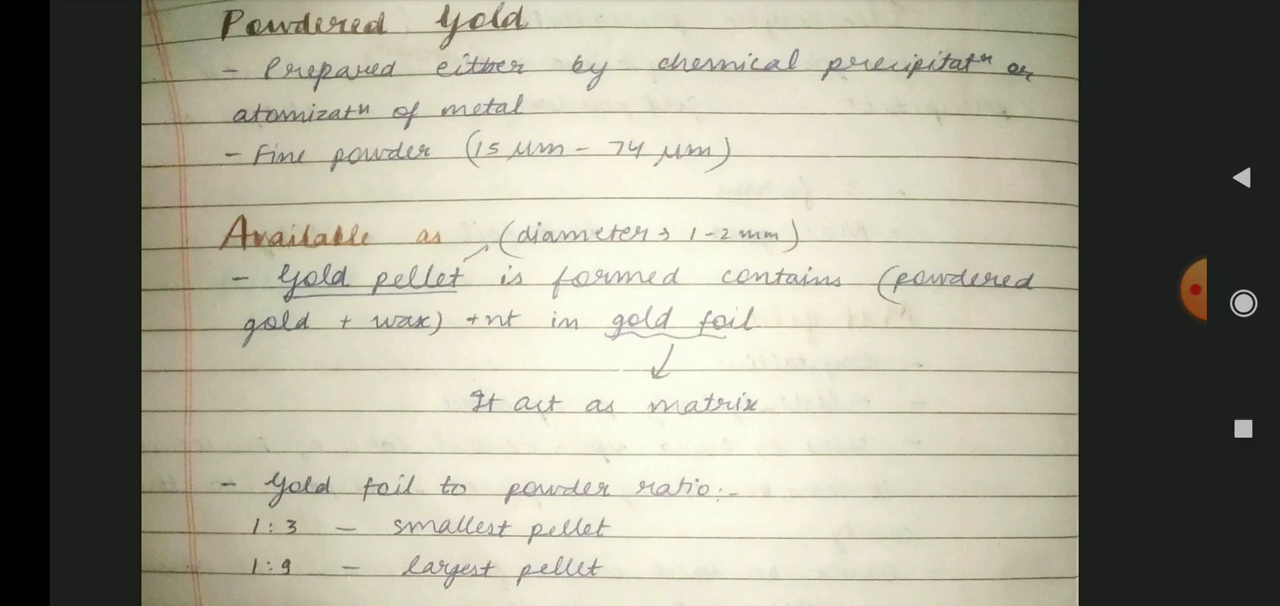 Powdered Gold
- Prepared either by chemical precipitatⁿ or
atomizatⁿ of metal
- Fine powder (15 µm - 74 µm)
Available as (diameter → 1-2 mm)
- Gold pellet is formed contains (powdered
gold + wax) +nt in gold foil
↓
It act as matrix
- Gold foil to powder ratio:-
1:3 - smallest pellet
1:9 - largest pellet